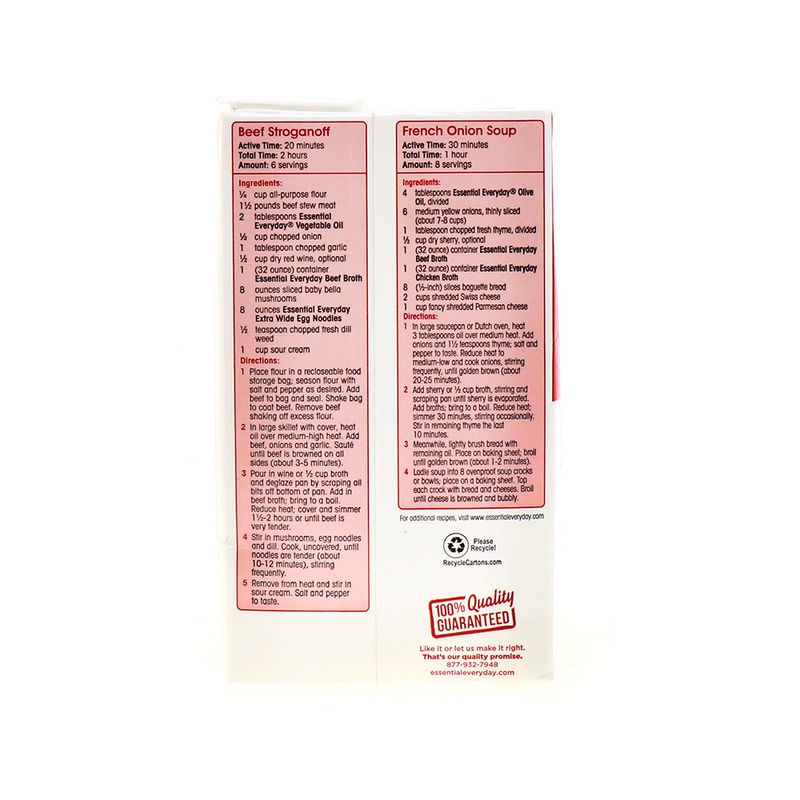 Beef Stroganoff
Active Time: 20 minutes
Total Time: 2 hours
Amount: 6 servings
Ingredients:
¼ cup all-purpose flour
1½ pounds beef stew meat
2 tablespoons Essential
Everyday® Vegetable Oil
½ cup chopped onion
1 tablespoon chopped garlic
½ cup dry red wine, optional
1 (32 ounce) container
Essential Everyday Beef Broth
8 ounces sliced baby bella
mushrooms
8 ounces Essential Everyday
Extra Wide Egg Noodles
½ teaspoon chopped fresh dill
weed
1 cup sour cream
Directions:
1 Place flour in a recloseable food
storage bag; season flour with
salt and pepper as desired. Add
beef to bag and seal. Shake bag
to coat beef. Remove beef
shaking off excess flour.
2 In large skillet with cover, heat
oil over medium-high heat. Add
beef, onions and garlic. Sauté
until beef is browned on all
sides (about 3-5 minutes).
3 Pour in wine or ½ cup broth
and deglaze pan by scraping all
bits off bottom of pan. Add in
beef broth; bring to a boil.
Reduce heat; cover and simmer
1½-2 hours or until beef is
very tender.
4 Stir in mushrooms, egg noodles
and dill. Cook, uncovered, until
noodles are tender (about
10-12 minutes), stirring
frequently.
5 Remove from heat and stir in
sour cream. Salt and pepper
to taste.
French Onion Soup
Active Time: 30 minutes
Total Time: 1 hour
Amount: 8 servings
Ingredients:
4 tablespoons Essential Everyday® Olive
Oil, divided
6 medium yellow onions, thinly sliced
(about 7-8 cups)
1 tablespoon chopped fresh thyme, divided
½ cup dry sherry, optional
1 (32 ounce) container Essential Everyday
Beef Broth
1 (32 ounce) container Essential Everyday
Chicken Broth
8 (½-inch) slices baguette bread
2 cups shredded Swiss cheese
1 cup fancy shredded Parmesan cheese
Directions:
1 In large saucepan or Dutch oven, heat
3 tablespoons oil over medium heat. Add
onions and 1½ teaspoons thyme; salt and
pepper to taste. Reduce heat to
medium-low and cook onions, stirring
frequently, until golden brown (about
20-25 minutes).
2 Add sherry or ½ cup broth, stirring and
scraping pan until sherry is evaporated.
Add broths; bring to a boil. Reduce heat;
simmer 30 minutes, stirring occasionally.
Stir in remaining thyme the last
10 minutes.
3 Meanwhile, lightly brush bread with
remaining oil. Place on baking sheet; broil
until golden brown (about 1-2 minutes).
4 Ladle soup into 8 ovenproof soup crocks
or bowls; place on a baking sheet. Top
each crock with bread and cheeses. Broil
until cheese is browned and bubbly.
For additional recipes, visit www.essentialeveryday.com
Please
Recycle!
RecycleCartons.com
100% Quality
GUARANTEED
Like it or let us make it right.
That's our quality promise.
877-932-7948
essentialeveryday.com